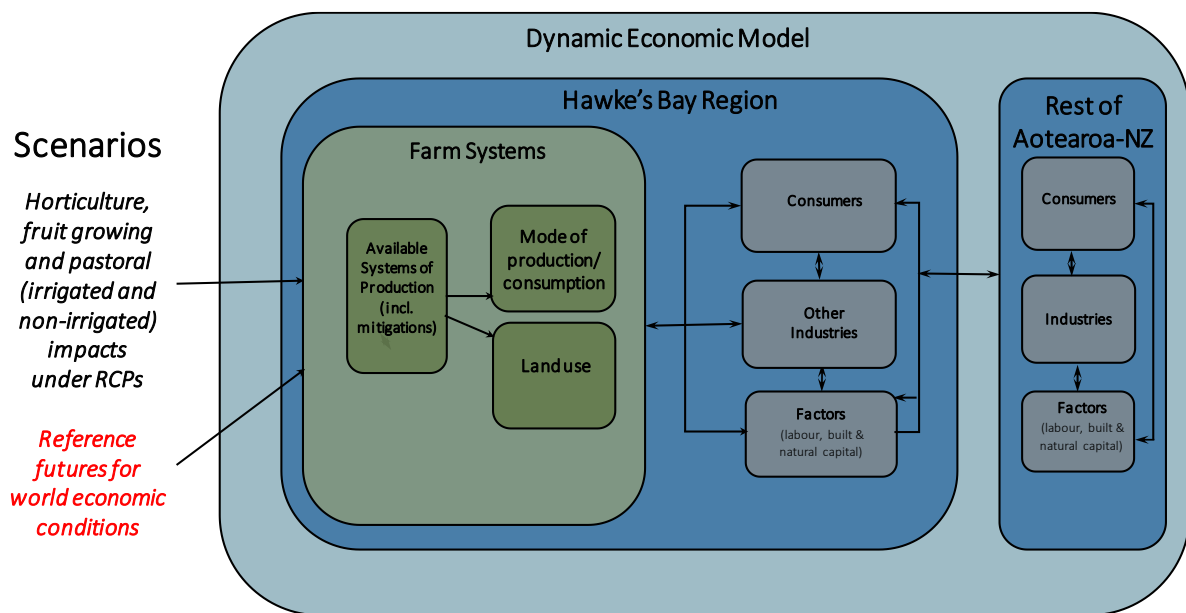 Dynamic Economic Model
Scenarios
Horticulture,
fruit growing
and pastoral
(irrigated and
non-irrigated)
impacts
under RCPs
Reference
futures for
world economic
conditions
Hawke's Bay Region
Farm Systems
Available
Systems of
Production
(incl.
mitigations)
Mode of
production/
consumption
Land use
Consumers
Other
Industries
Factors
(labour, built &
natural capital)
Rest of
Aotearoa-NZ
Consumers
Industries
Factors
(labour, built &
natural capital)